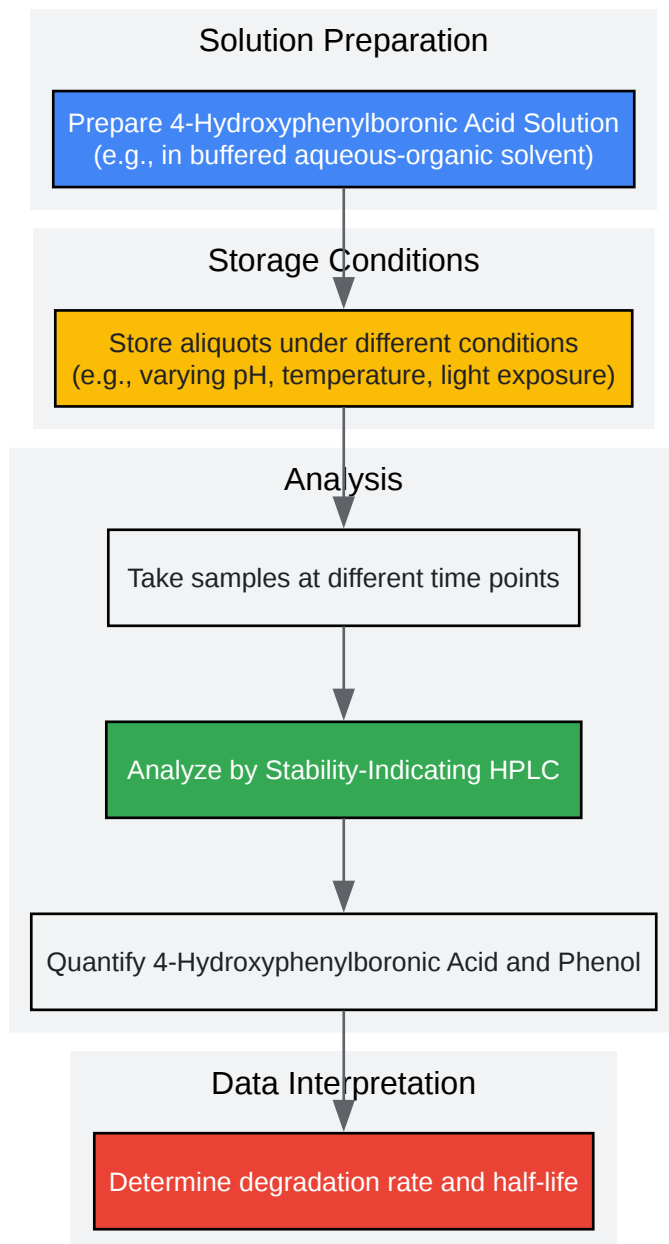 Solution Preparation
Prepare 4-Hydroxyphenylboronic Acid Solution
(e.g., in buffered aqueous-organic solvent)
Storage Conditions
Store aliquots under different conditions
(e.g., varying pH, temperature, light exposure)
Analysis
Take samples at different time points
Analyze by Stability-Indicating HPLC
Quantify 4-Hydroxyphenylboronic Acid and Phenol
Data Interpretation
Determine degradation rate and half-life